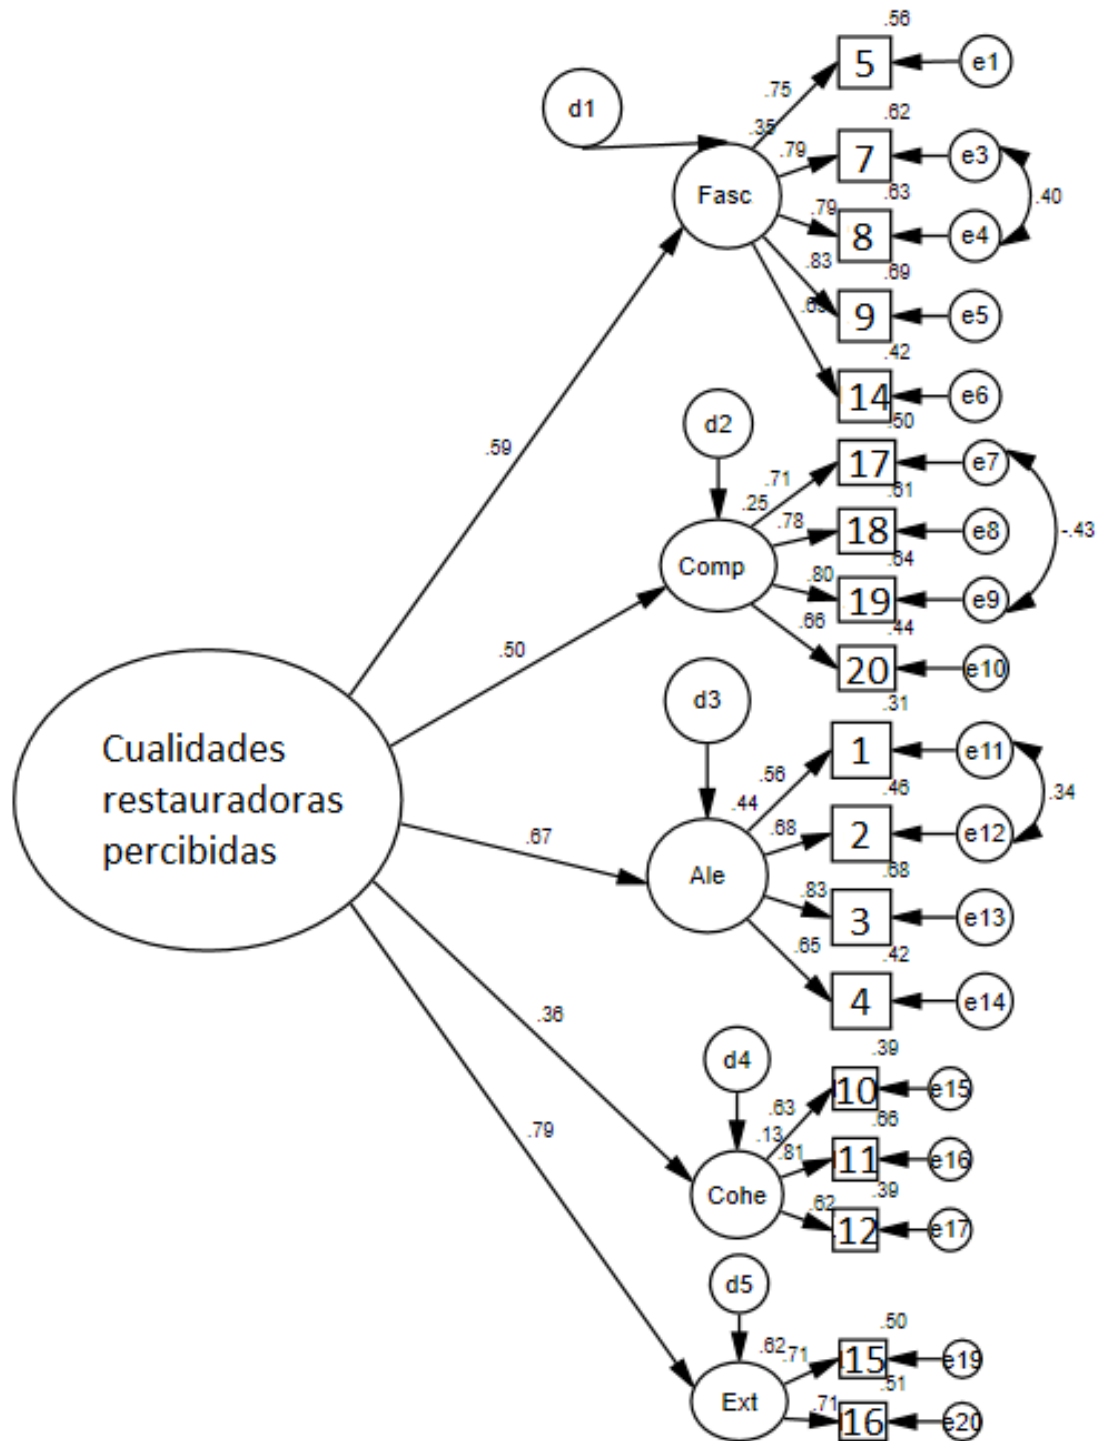 .56
5
e1
.75
d1
.35
.62
.79
7
e3
.63
.40
Fasc
.79
8
e4
.83
.69
9
e5
.42
14
e6
d2
.50
.59
.71
17
e7
.25
.61
.78
18
e8
-.43
.64
Comp
.80
19
e9
.66
.44
.50
20
e10
d3
.31
1
e11
.56
.44
.46
.34
.68
2
e12
.68
Cualidades
restauradoras
percibidas
.67
Ale
.83
3
e13
.65
.42
4
e14
.36
d4
.39
10
e15
.63
.13
.66
.79
.81
11
e16
.39
Cohe
.62
12
e17
d5
.50
.62
.71
15
e19
.51
Ext
.71
16
e20